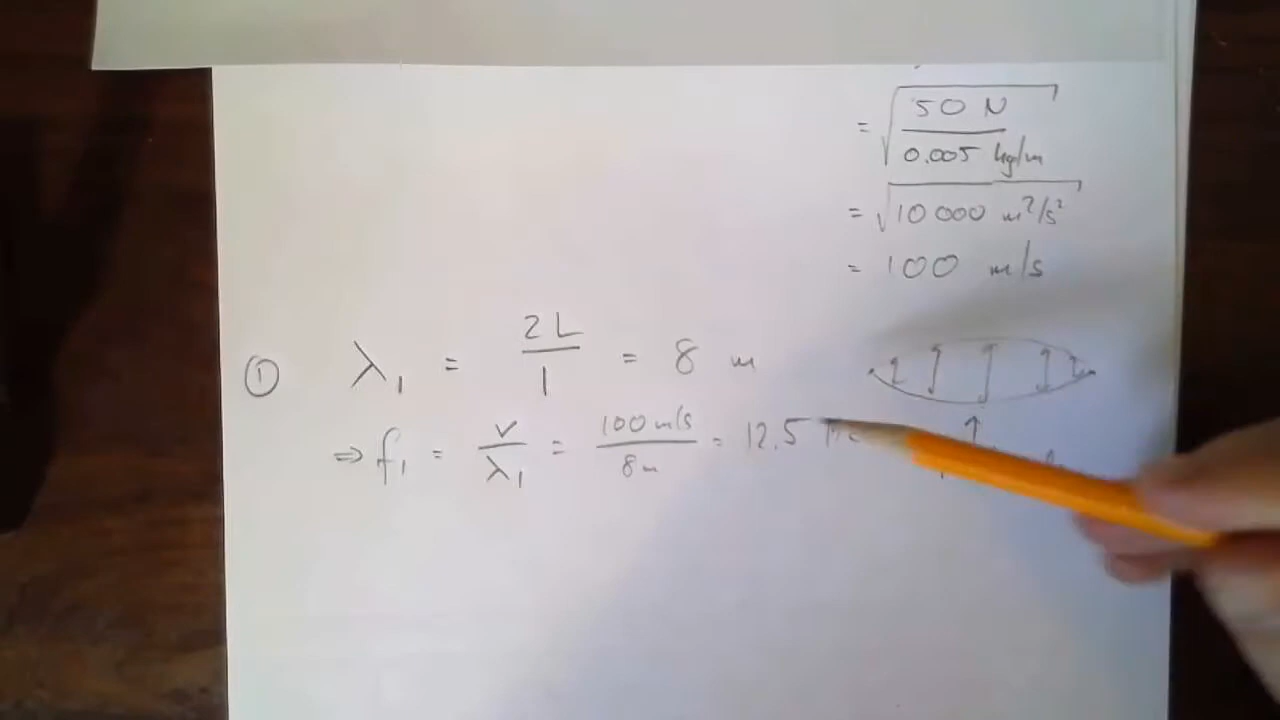 = √(50 N / 0.005 kg/m)
= √(10 000 m²/s²)
= 100 m/s
① λ₁ = 2L / 1 = 8 m
⇒ f₁ = v / λ₁ = 100 m/s / 8m = 12.5